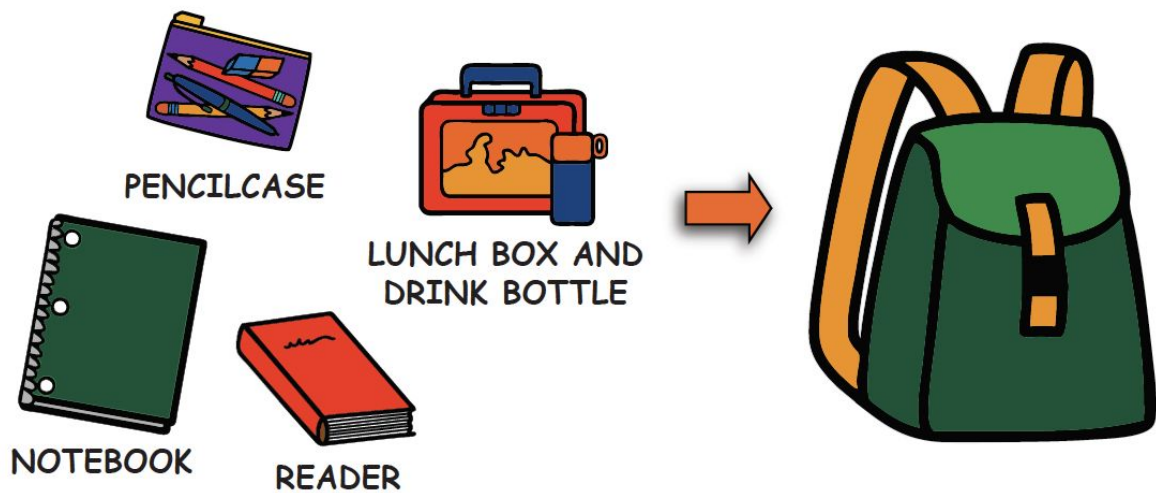 PENCILCASE
LUNCH BOX AND
DRINK BOTTLE
NOTEBOOK
READER